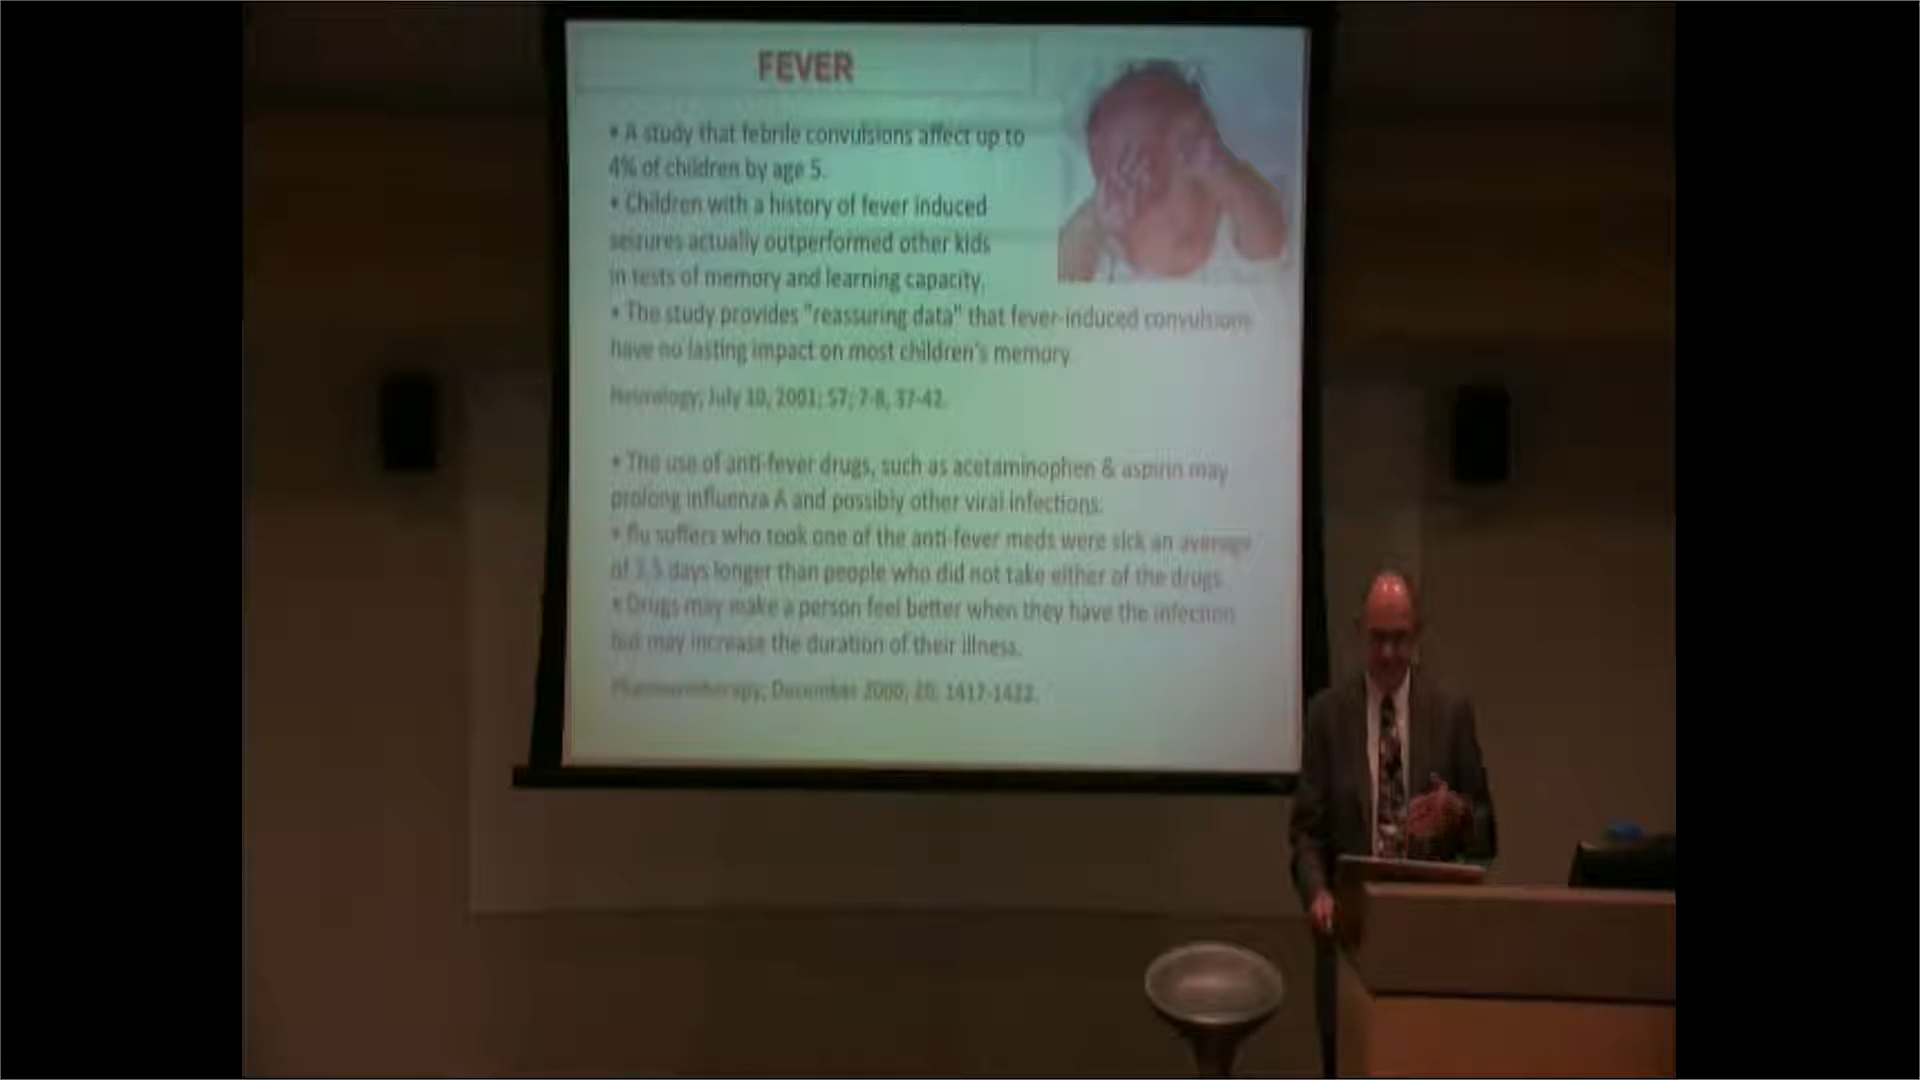 FEVER
• A study that febrile convulsions affect up to
4% of children by age 5.
• Children with a history of fever induced
seizures actually outperformed other kids
in tests of memory and learning capacity.
• The study provides "reassuring data" that fever-induced convulsions
have no lasting impact on most children's memory
Neurology; July 10, 2001; 57; 7-8, 37-42.
• The use of anti-fever drugs, such as acetaminophen & aspirin may
prolong influenza A and possibly other viral infections.
• flu suffers who took one of the anti-fever meds were sick an average
of 3.5 days longer than people who did not take either of the drugs
• Drugs may make a person feel better when they have the infection
but may increase the duration of their illness.
Pharmacotherapy; December 2000; 20; 1417-1422.